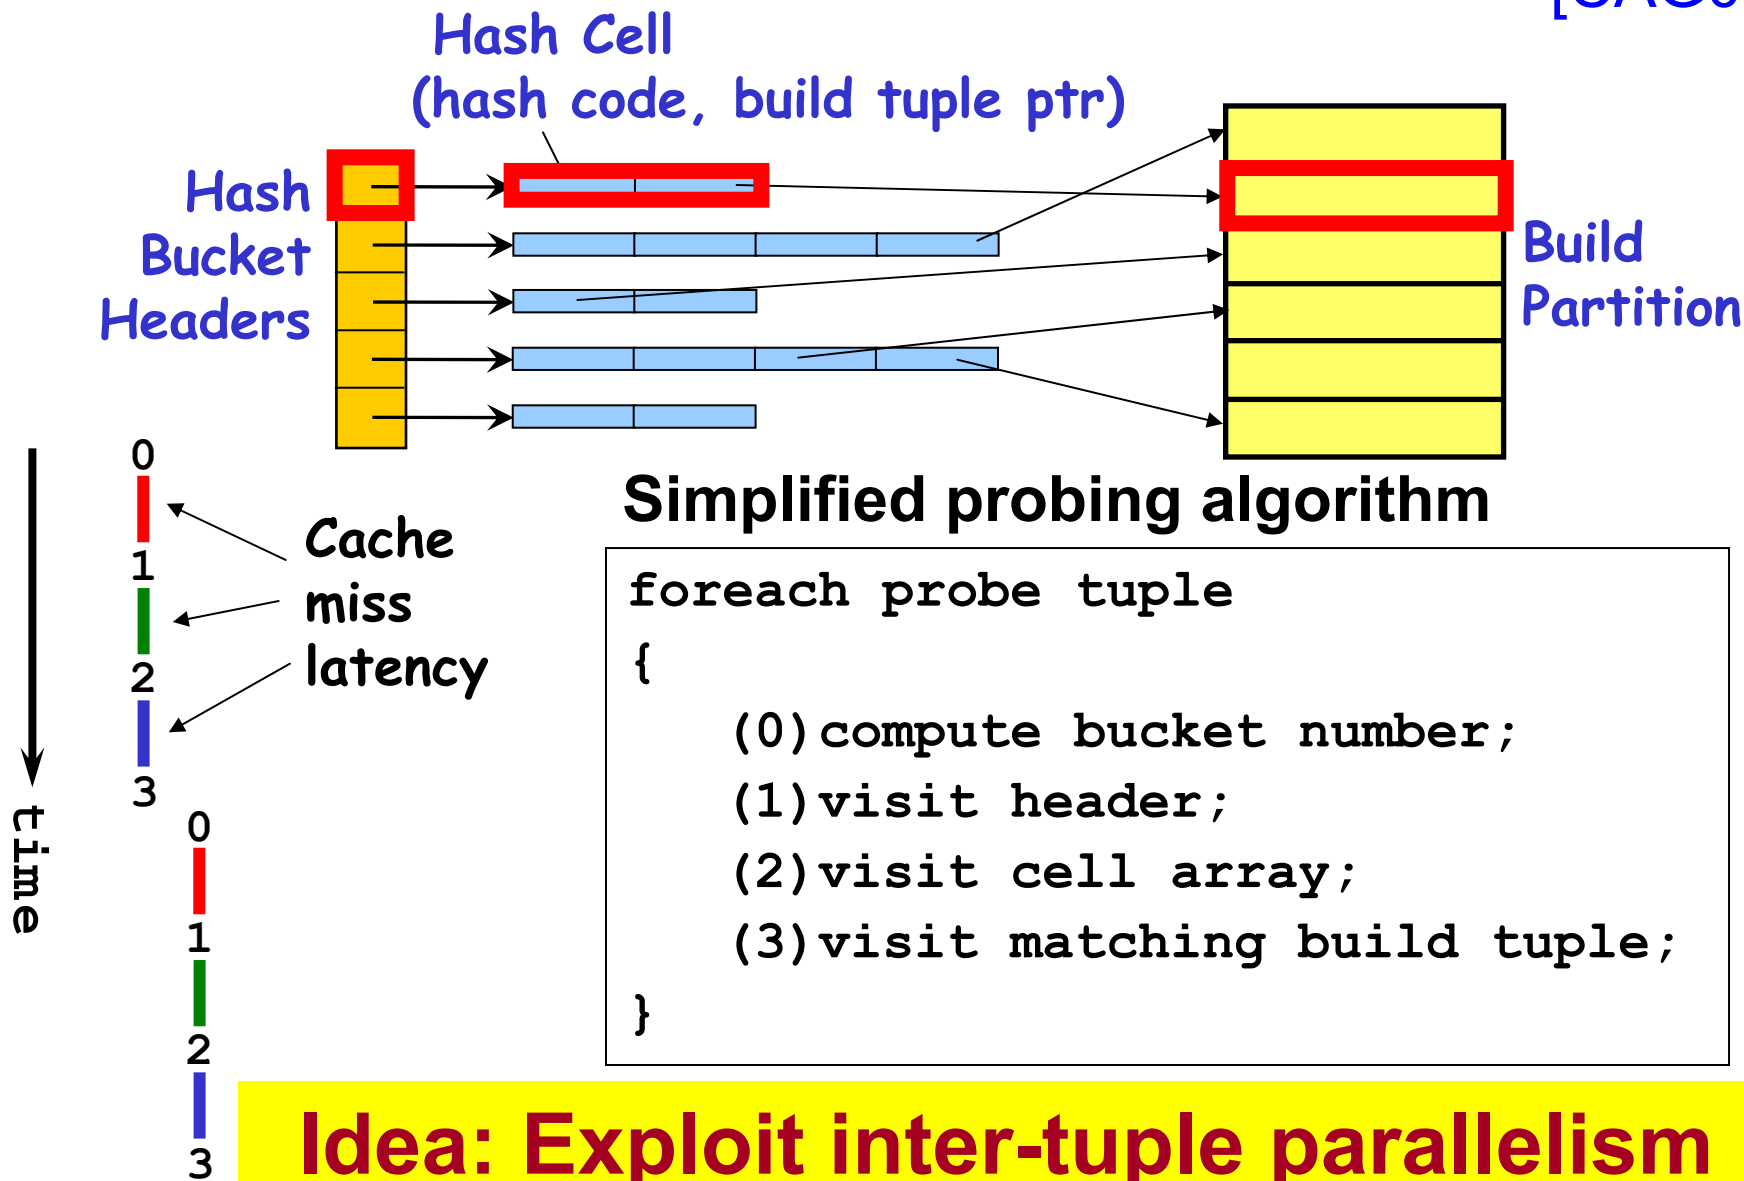 Hash Cell
(hash code, build tuple ptr)
Hash
Bucket
Headers
Build
Partition
0
1
2
3
Cache
miss
latency
time
0
1
2
3
Simplified probing algorithm
foreach probe tuple
{
(0)compute bucket number;
(1)visit header;
(2)visit cell array;
(3)visit matching build tuple;
}
Idea: Exploit inter-tuple parallelism